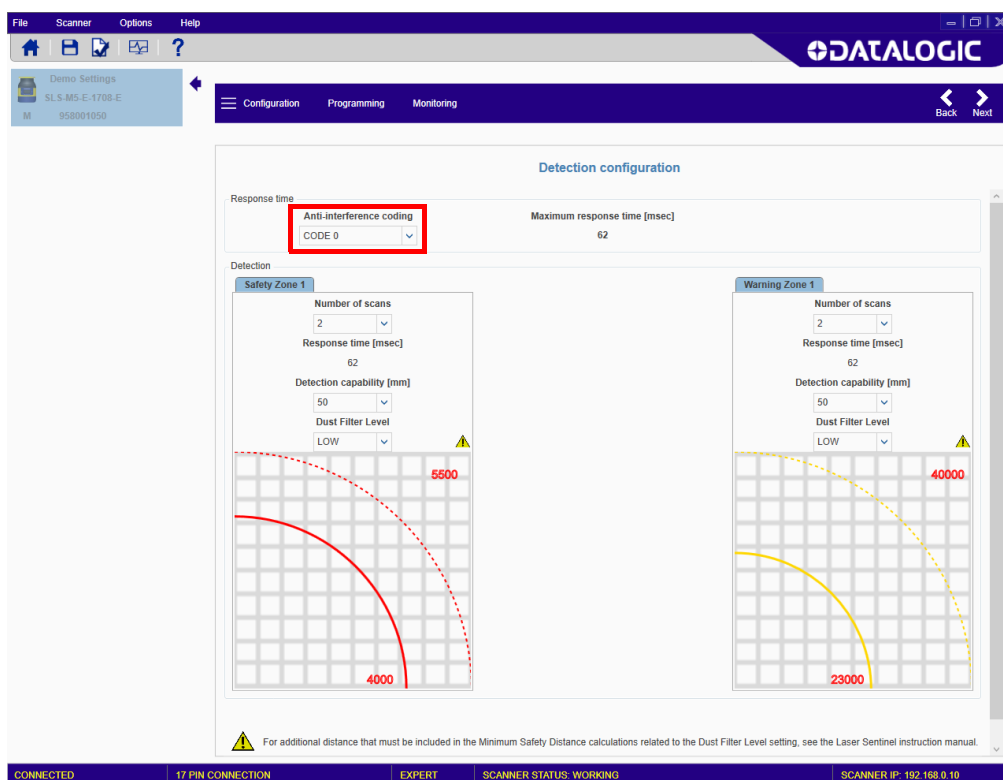 File Scanner Options Help
DATALOGIC
Demo Settings
SLS-M5-E-1708-E
M 958001050
Configuration Programming Monitoring
Back Next
Detection configuration
Response time
Anti-interference coding Maximum response time [msec]
CODE 0 62
Detection
Safety Zone 1
Number of scans
2
Response time [msec]
62
Detection capability [mm]
50
Dust Filter Level
LOW
5500
4000
Warning Zone 1
Number of scans
2
Response time [msec]
62
Detection capability [mm]
50
Dust Filter Level
LOW
40000
23000
For additional distance that must be included in the Minimum Safety Distance calculations related to the Dust Filter Level setting, see the Laser Sentinel instruction manual.
CONNECTED 17 PIN CONNECTION EXPERT SCANNER STATUS: WORKING SCANNER IP: 192.168.0.10